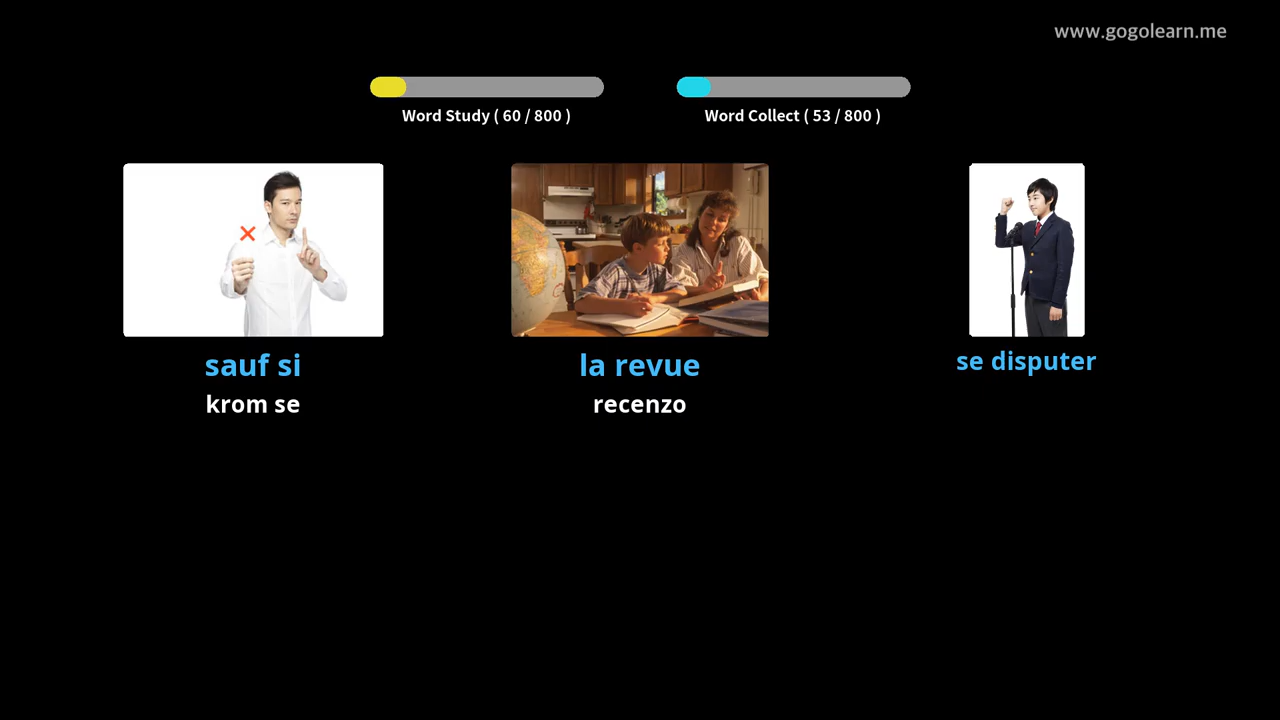 www.gogolearn.me
Word Study ( 60 / 800 )
Word Collect ( 53 / 800 )
sauf si
krom se
la revue
recenzo
se disputer